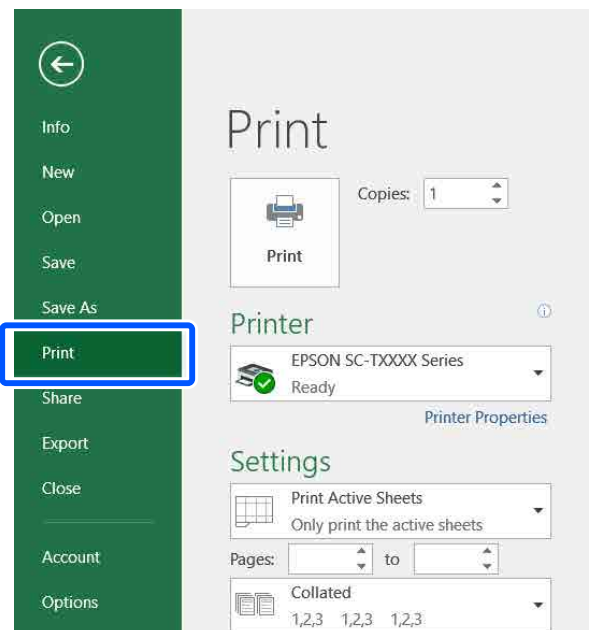 Info
New
Open
Save
Save As
Print
Share
Export
Close
Account
Options
Print
Print
Copies: 1
Printer
EPSON SC-TXXXX Series
Ready
Printer Properties
Settings
Print Active Sheets
Only print the active sheets
Pages: to
Collated
1,2,3 1,2,3 1,2,3